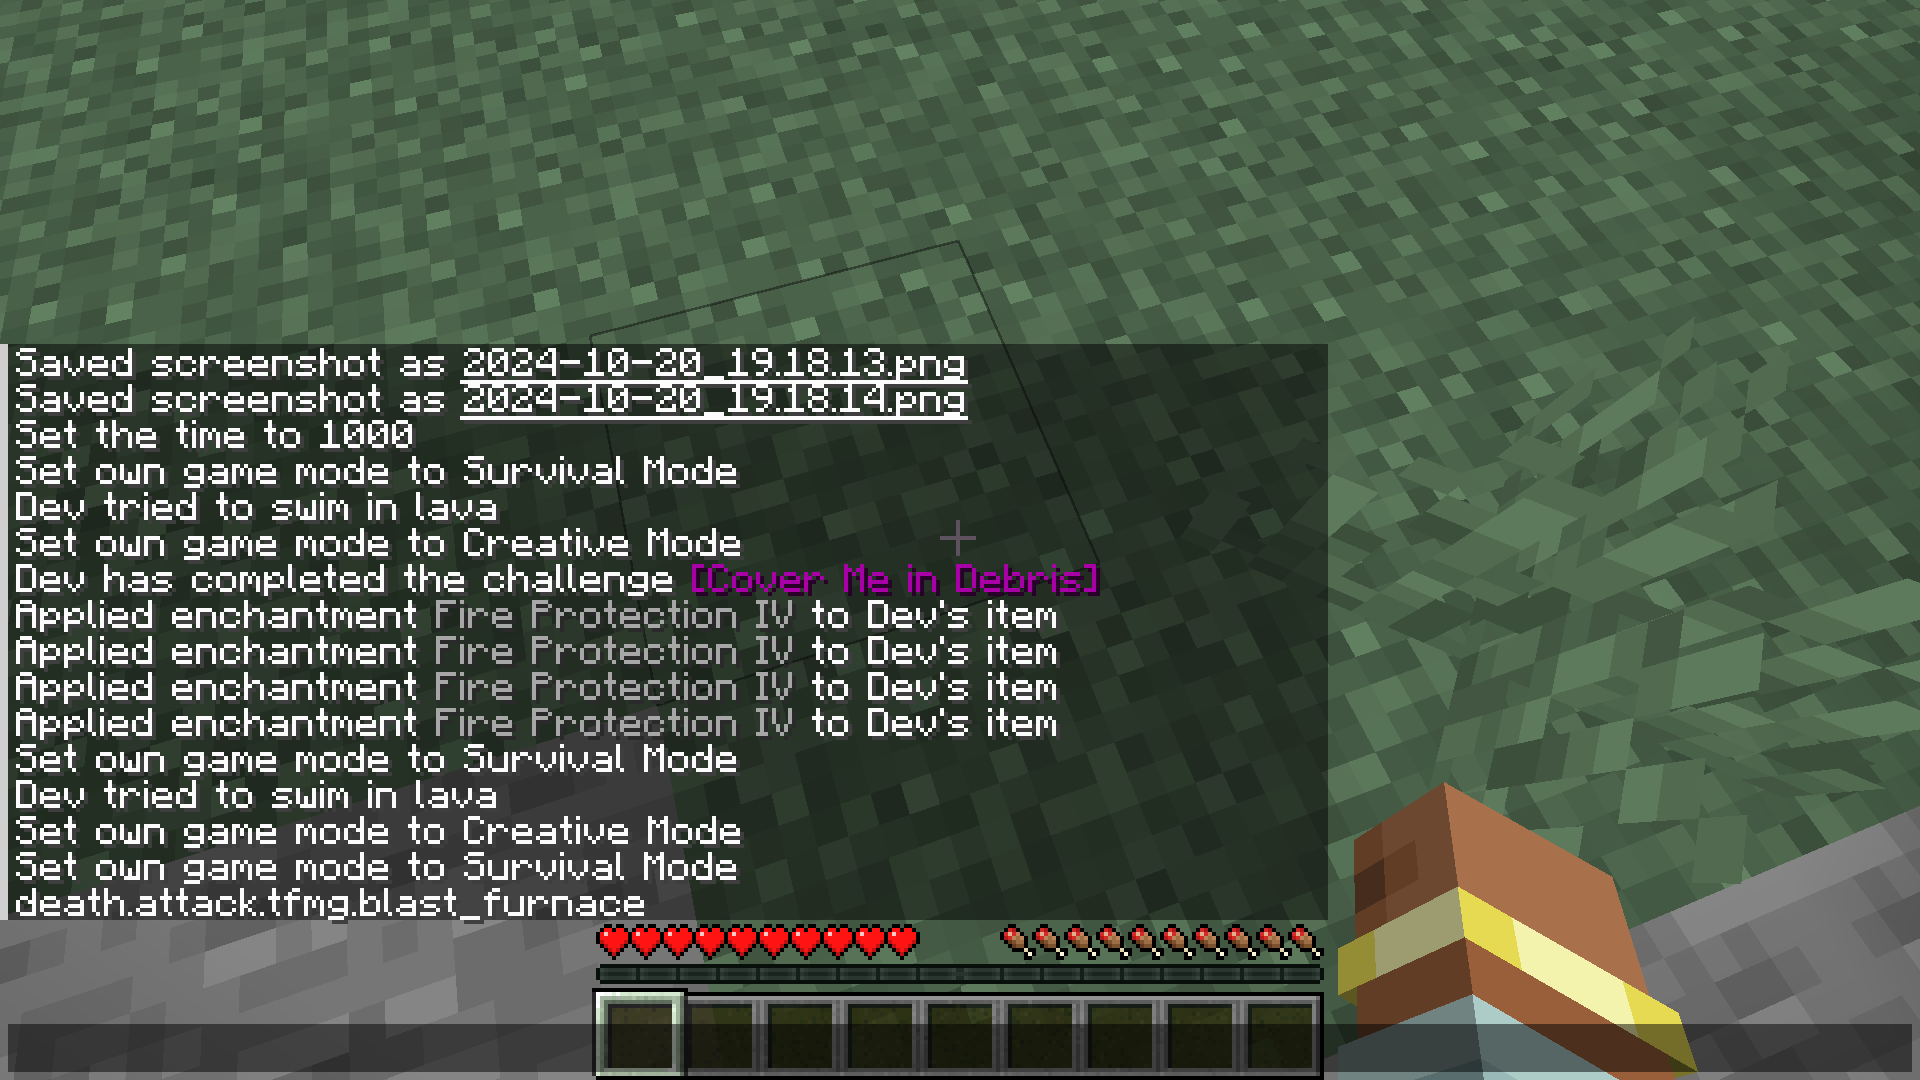 Saved screenshot as 2024-10-20_19.18.13.png
Saved screenshot as 2024-10-20_19.18.14.png
Set the time to 1000
Set own game mode to Survival Mode
Dev tried to swim in lava
Set own game mode to Creative Mode
Dev has completed the challenge [Cover Me in Debris]
Applied enchantment Fire Protection IV to Dev's item
Applied enchantment Fire Protection IV to Dev's item
Applied enchantment Fire Protection IV to Dev's item
Applied enchantment Fire Protection IV to Dev's item
Set own game mode to Survival Mode
Dev tried to swim in lava
Set own game mode to Creative Mode
Set own game mode to Survival Mode
death.attack.tfmg.blast_furnace